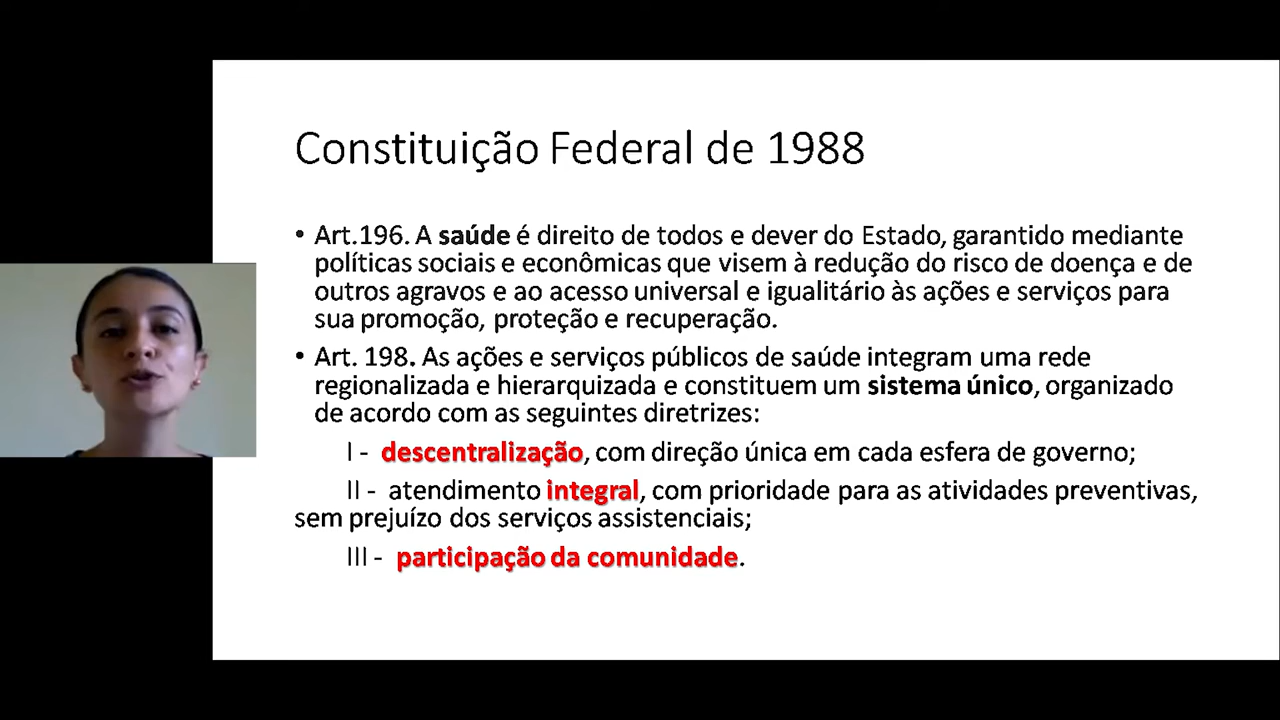 Constituição Federal de 1988
• Art.196. A saúde é direito de todos e dever do Estado, garantido mediante
políticas sociais e econômicas que visem à redução do risco de doença e de
outros agravos e ao acesso universal e igualitário às ações e serviços para
sua promoção, proteção e recuperação.
• Art. 198. As ações e serviços públicos de saúde integram uma rede
regionalizada e hierarquizada e constituem um sistema único, organizado
de acordo com as seguintes diretrizes:
I - descentralização, com direção única em cada esfera de governo;
II - atendimento integral, com prioridade para as atividades preventivas,
sem prejuízo dos serviços assistenciais;
III - participação da comunidade.